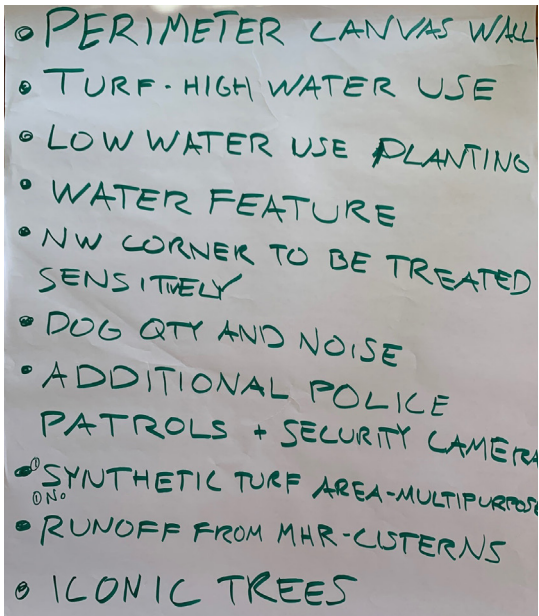 • PERIMETER CANVAS WALL
• TURF - HIGH WATER USE
• LOW WATER USE PLANTING
• WATER FEATURE
• NW CORNER TO BE TREATED
SENSITIVELY
• DOG QTY AND NOISE
• ADDITIONAL POLICE
PATROLS + SECURITY CAMERA
• SYNTHETIC TURF AREA-MULTIPURPOSE
NO
• RUNOFF FROM MHR-CISTERNS
• ICONIC TREES